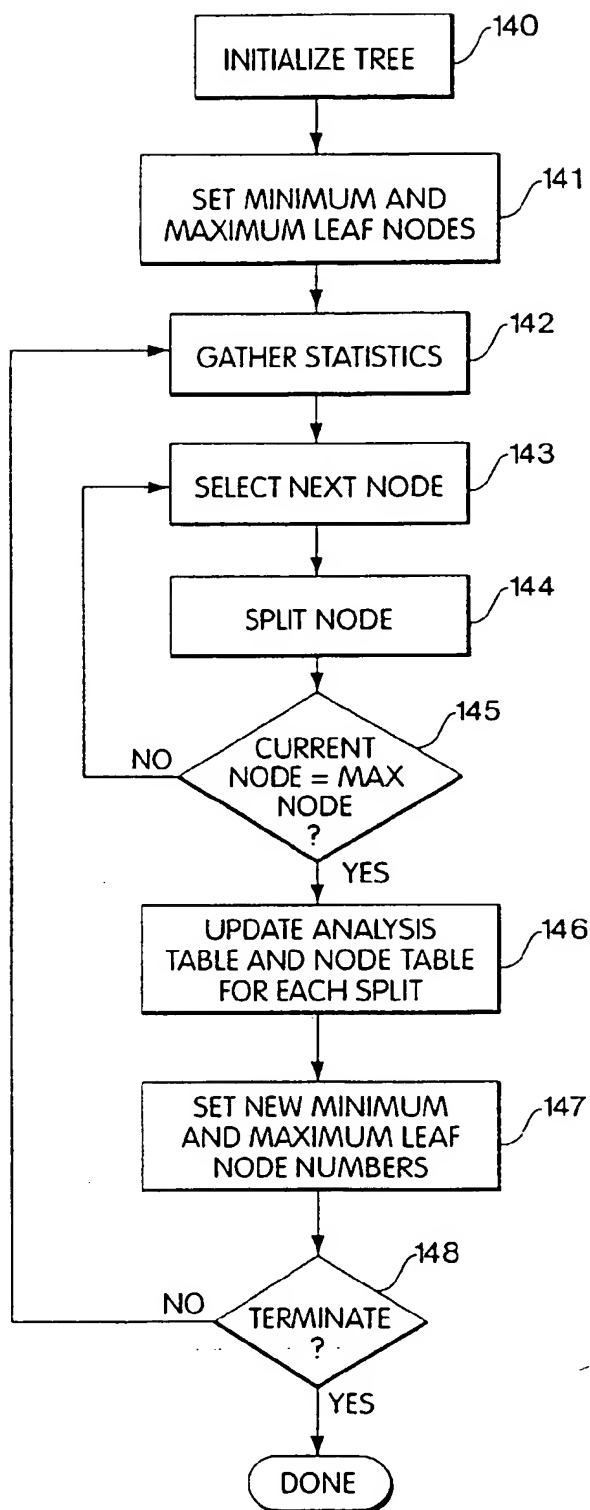 140
INITIALIZE TREE
141
SET MINIMUM AND
MAXIMUM LEAF NODES
142
GATHER STATISTICS
143
SELECT NEXT NODE
144
SPLIT NODE
145
NO
CURRENT
NODE = MAX
NODE
?
YES
UPDATE ANALYSIS
TABLE AND NODE TABLE
FOR EACH SPLIT
146
SET NEW MINIMUM
AND MAXIMUM LEAF
NODE NUMBERS
147
148
NO
TERMINATE
?
YES
DONE